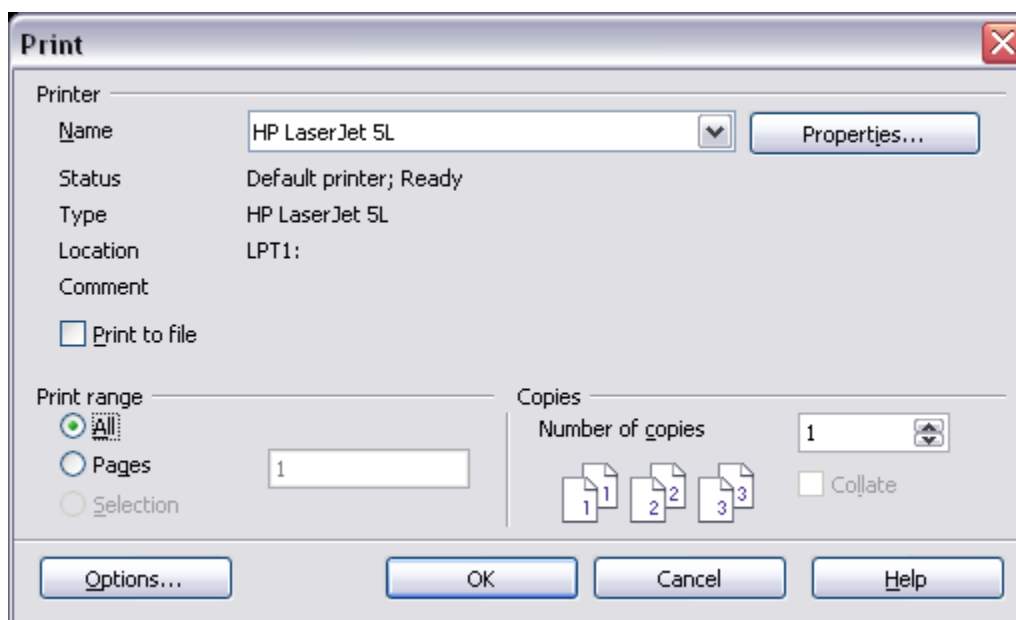 Print
Printer
Name HP LaserJet 5L Properties...
Status Default printer; Ready
Type HP LaserJet 5L
Location LPT1:
Comment
Print to file
Print range
All
Pages 1
Selection
Copies
Number of copies 1
1 1 2 2 3 3 Collate
Options... OK Cancel Help